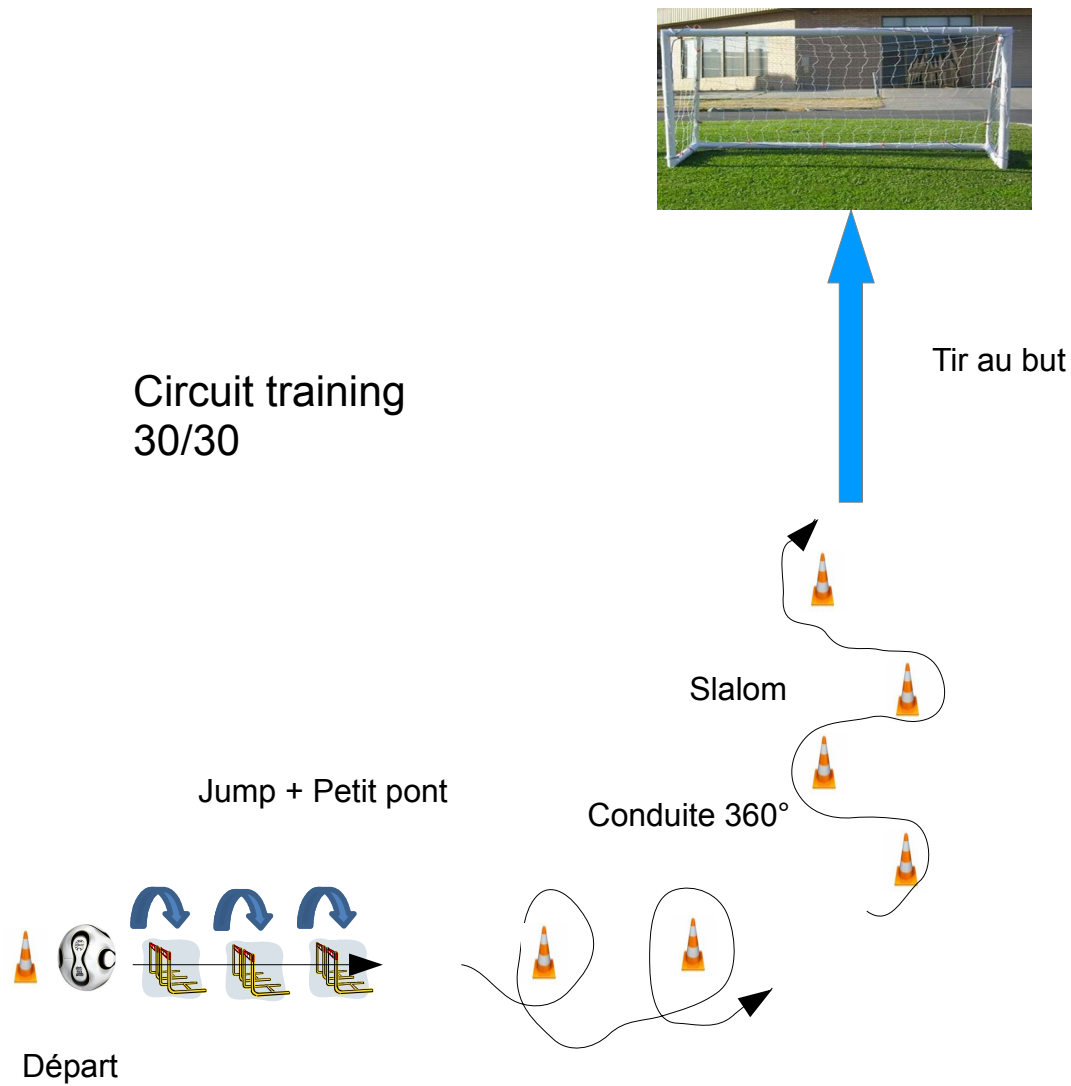 Tir au but
Circuit training
30/30
Slalom
Jump + Petit pont
Conduite 360°
Départ